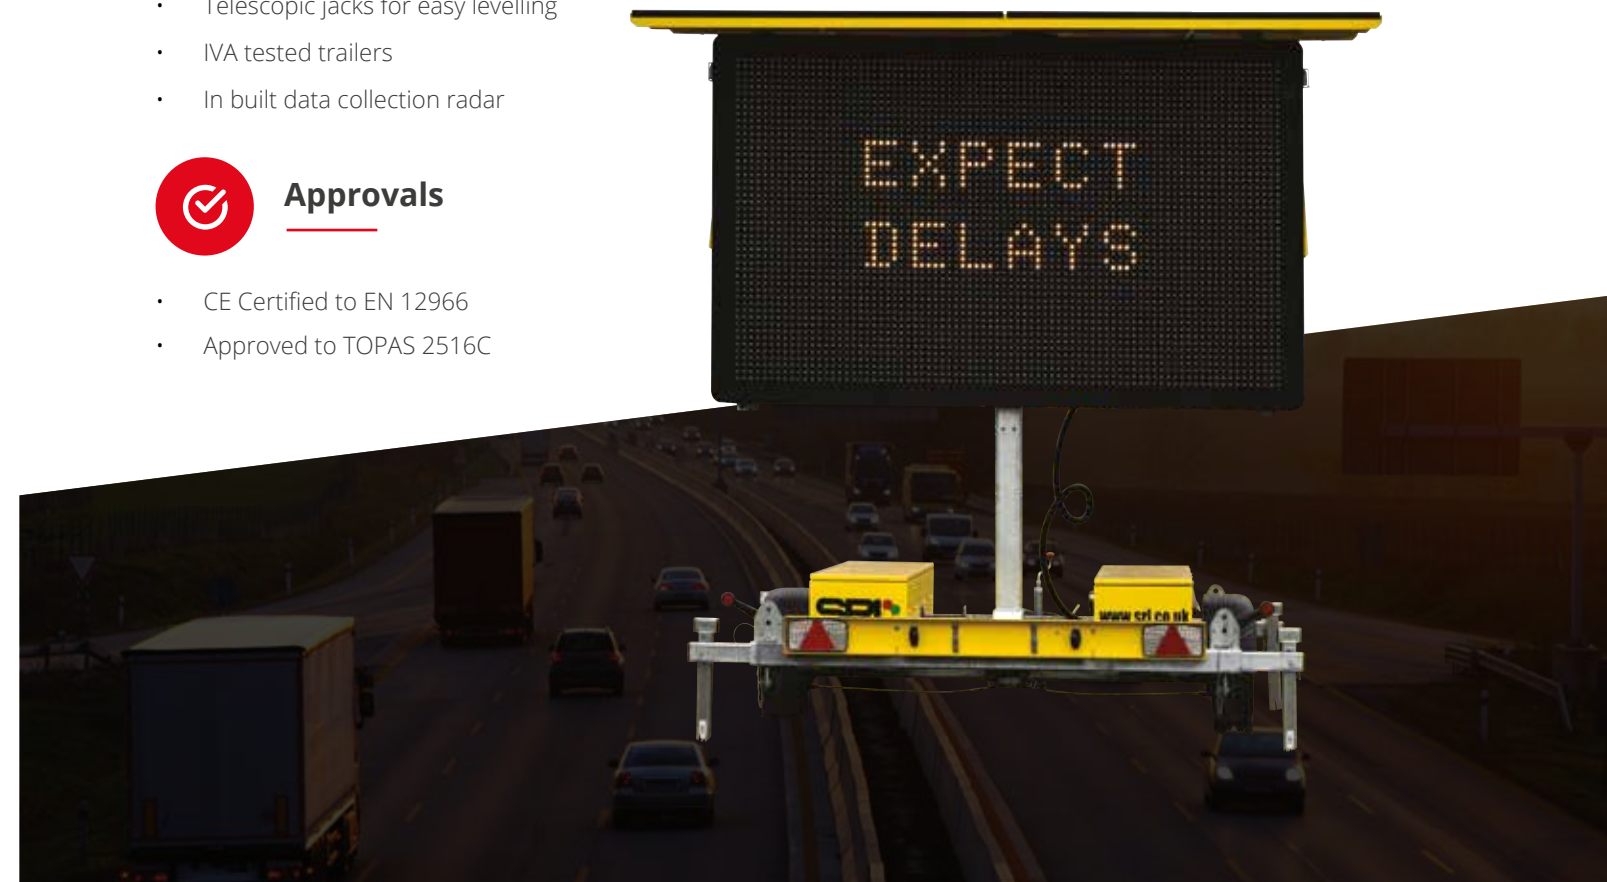 Telescopic jacks for easy levelling
IVA tested trailers
In built data collection radar
Approvals
CE Certified to EN 12966
Approved to TOPAS 2516C
EXPECT
DELAYS
SRL
www.srl.co.uk